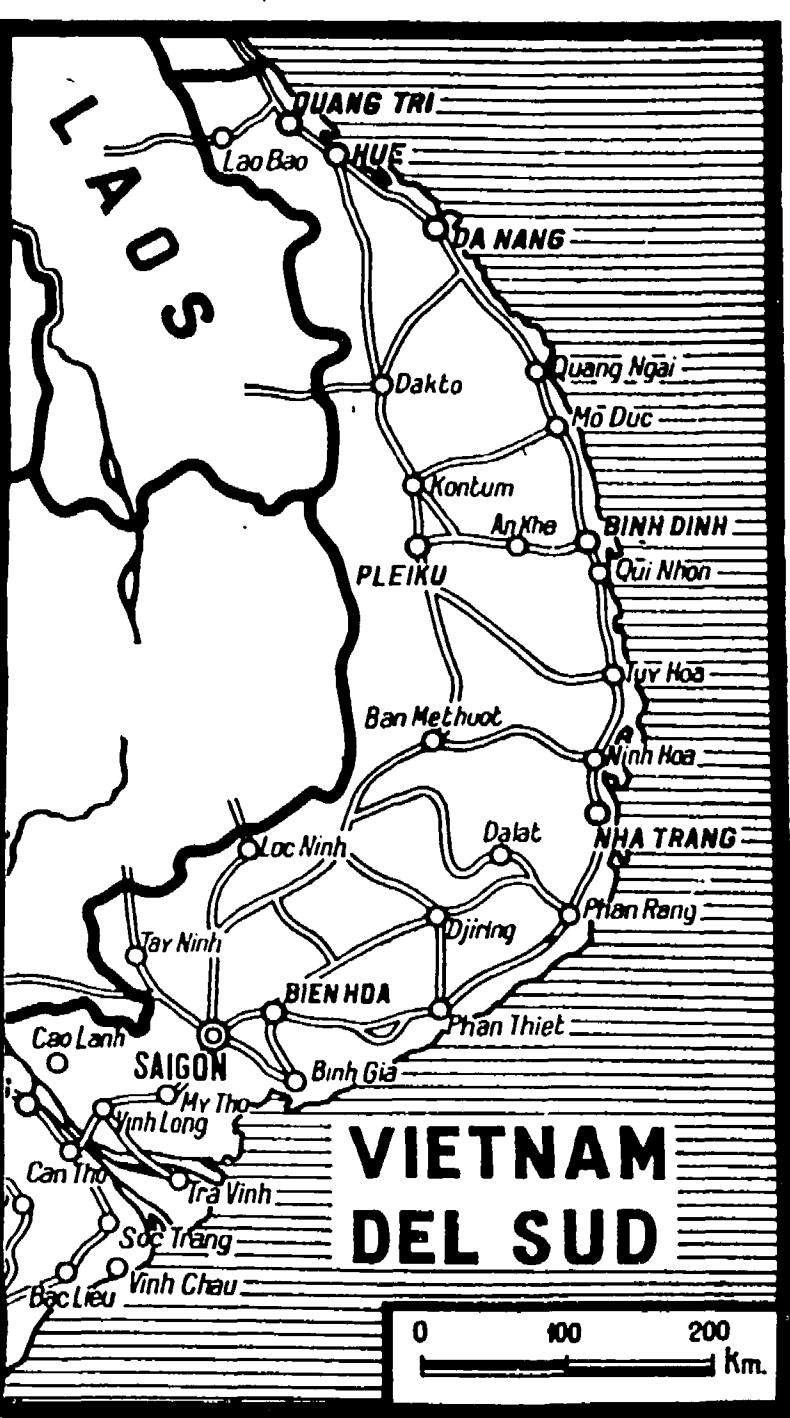 QUANG TRI
LAOS
Lao Bao
HUE
DA NANG
Quang Ngai
Dakto
Mo Duc
Kontum
An Khe
BINH DINH
PLEIKU
Qui Nhon
Tuy Hoa
Ban Methuot
Ninh Hoa
Dalat
NHA TRANG
Loc Ninh
Phan Rang
Djiring
Tay Ninh
BIEN HOA
Phan Thiet
Cao Lanh
SAIGON
Binh Gia
My Tho
Vinh Long
VIETNAM
DEL SUD
Can Tho
Tra Vinh
Soc Trang
Vinh Chau
Bac Lieu
0 100 200
Km.